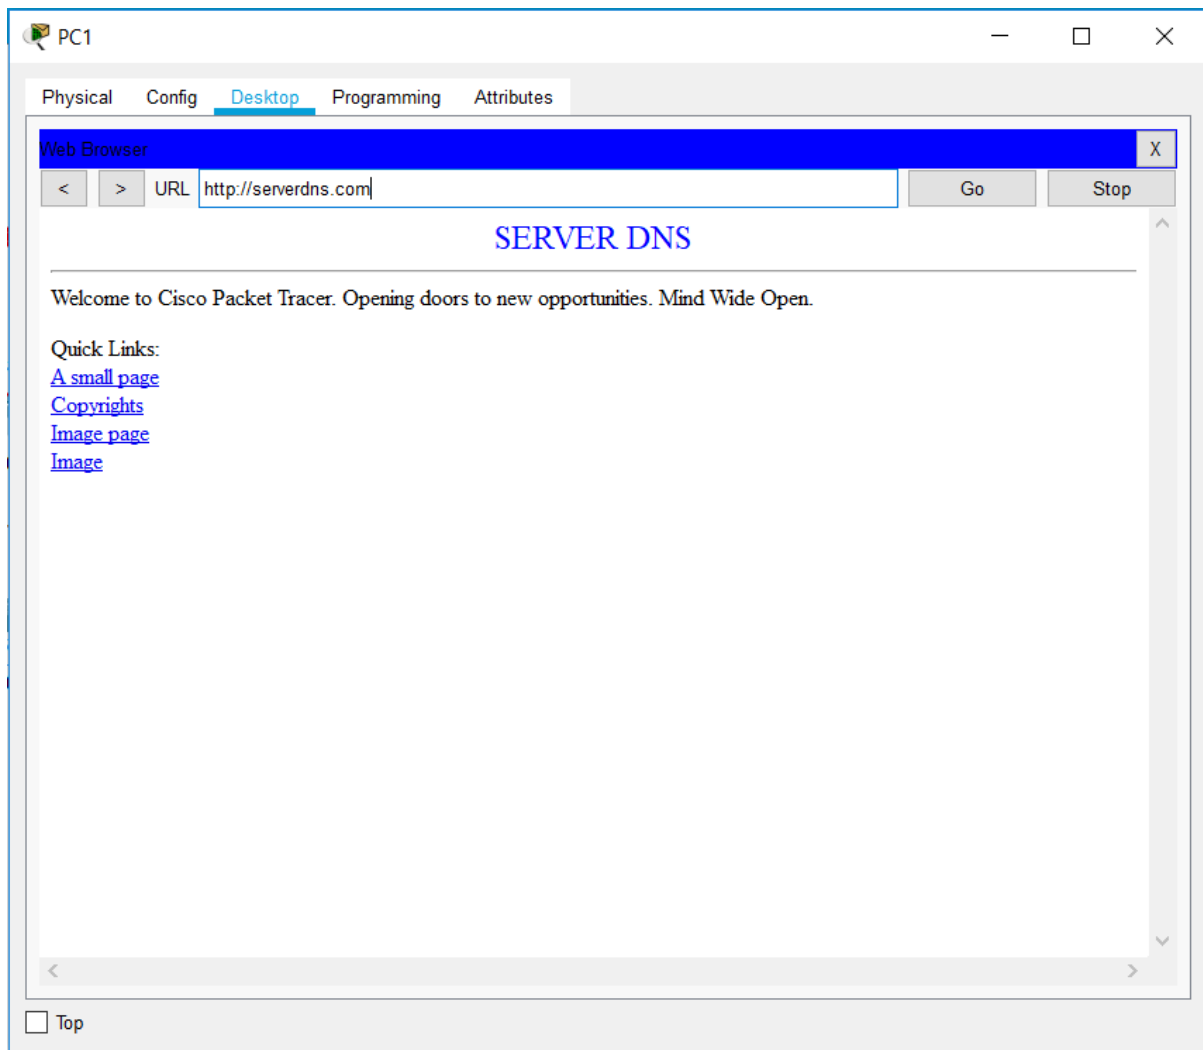 PC1
Physical Config Desktop Programming Attributes
Web Browser
X
< > URL http://serverdns.com Go Stop
SERVER DNS
Welcome to Cisco Packet Tracer. Opening doors to new opportunities. Mind Wide Open.
Quick Links:
A small page
Copyrights
Image page
Image
Top